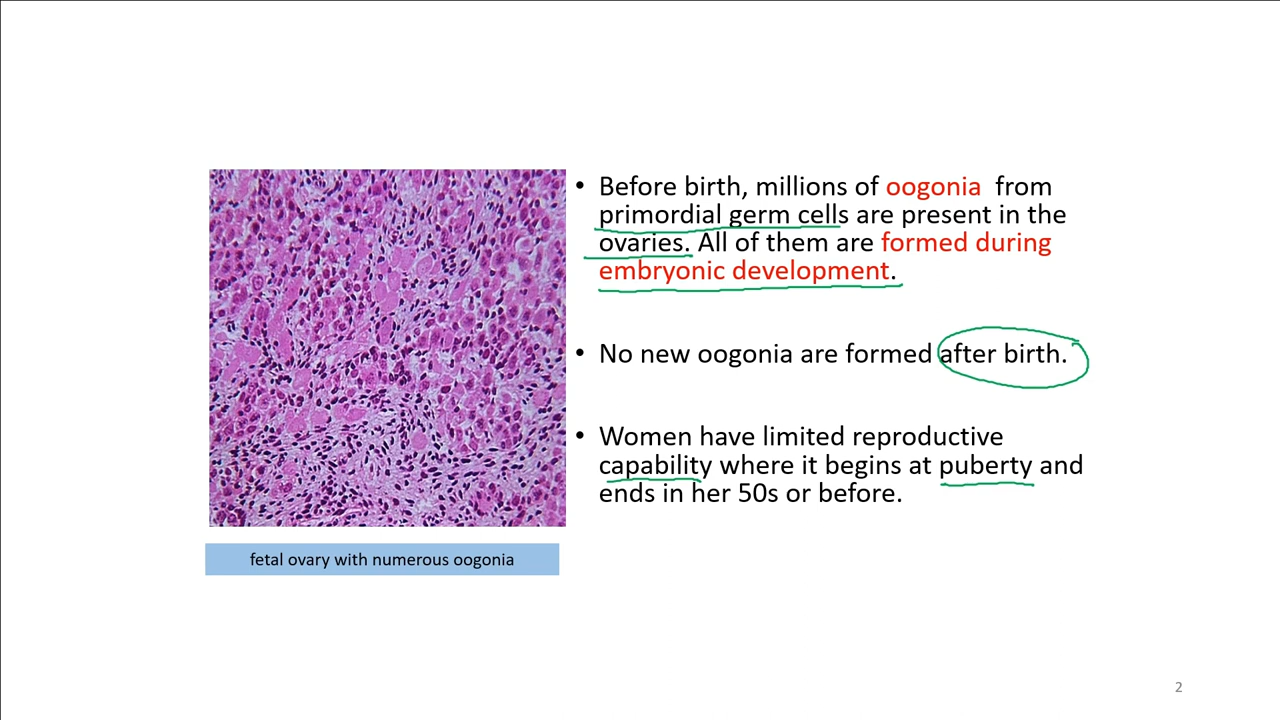 • Before birth, millions of oogonia from
primordial germ cells are present in the
ovaries. All of them are formed during
embryonic development.
• No new oogonia are formed after birth.
• Women have limited reproductive
capability where it begins at puberty and
ends in her 50s or before.
fetal ovary with numerous oogonia
2